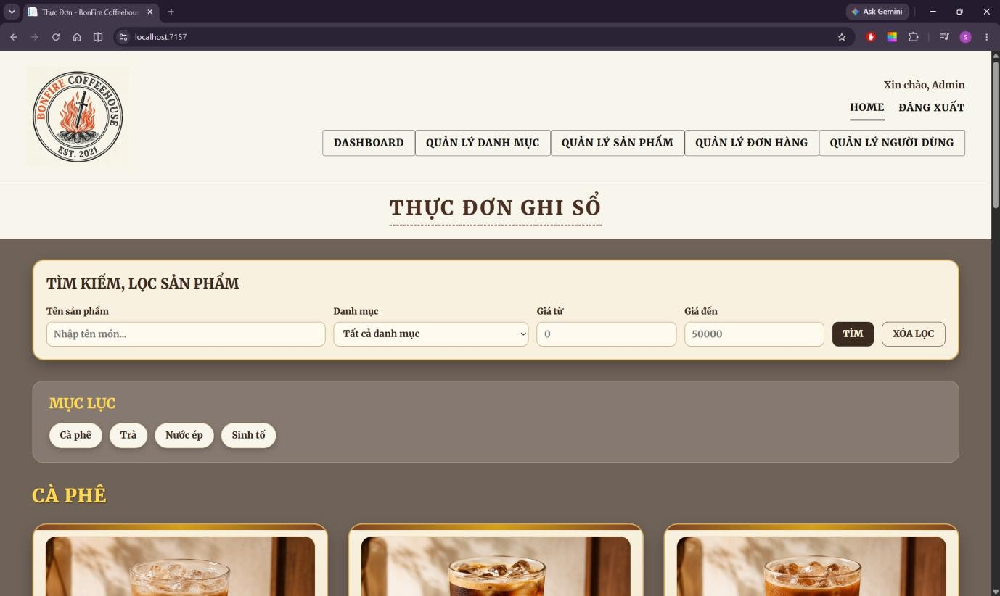 Thực Đơn - BonFire Coffeehou
Ask Gemini
localhost:7157
S
BONFIRE COFFEEHOUSE
EST. 2021
Xin chào, Admin
HOME ĐĂNG XUẤT
DASHBOARD QUẢN LÝ DANH MỤC QUẢN LÝ SẢN PHẨM QUẢN LÝ ĐƠN HÀNG QUẢN LÝ NGƯỜI DÙNG
THỰC ĐƠN GHI SỔ
TÌM KIẾM, LỌC SẢN PHẨM
Tên sản phẩm Danh mục Giá từ Giá đến
Nhập tên món... Tất cả danh mục 0 50000 TÌM XÓA LỌC
MỤC LỤC
Cà phê Trà Nước ép Sinh tố
CÀ PHÊ